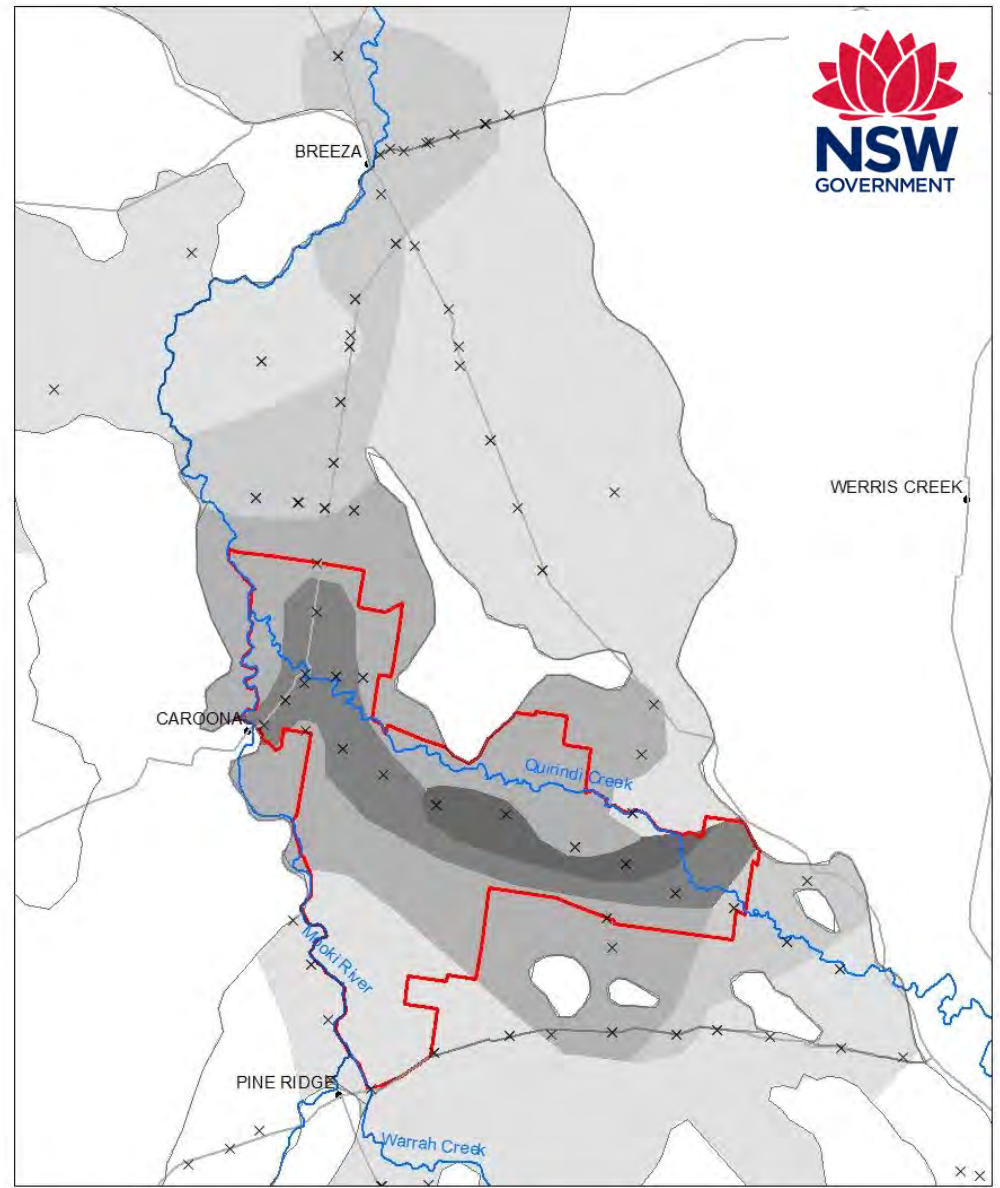 NSW
GOVERNMENT
BREEZA
WERRIS CREEK
CAROONA
Quirindi Creek
Mooki River
PINE RIDGE
Warrah Creek